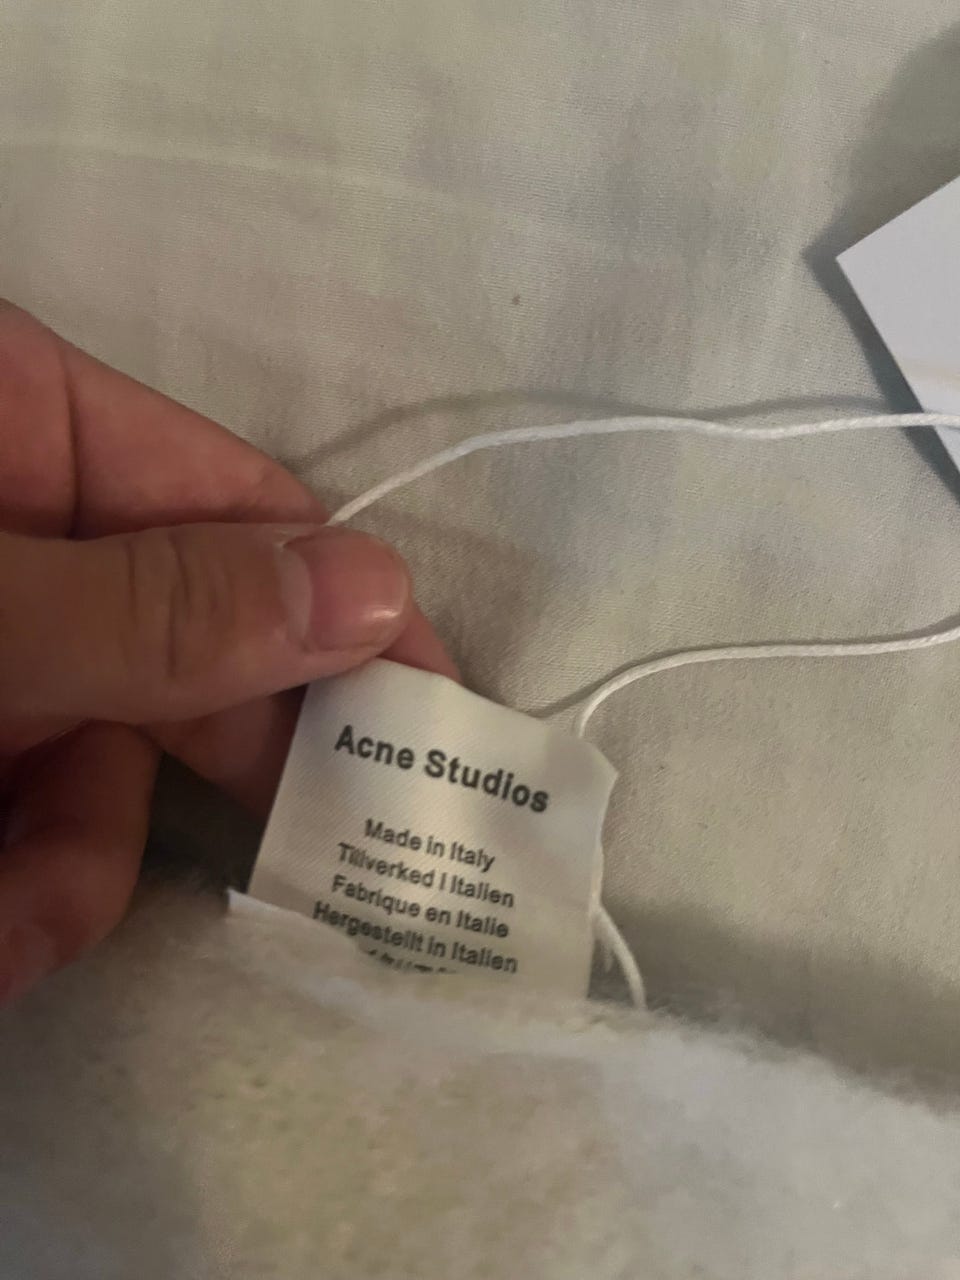 Acne Studios
Made in Italy
Tillverked I Italien
Fabrique en Italie
Hergestellt in Italien